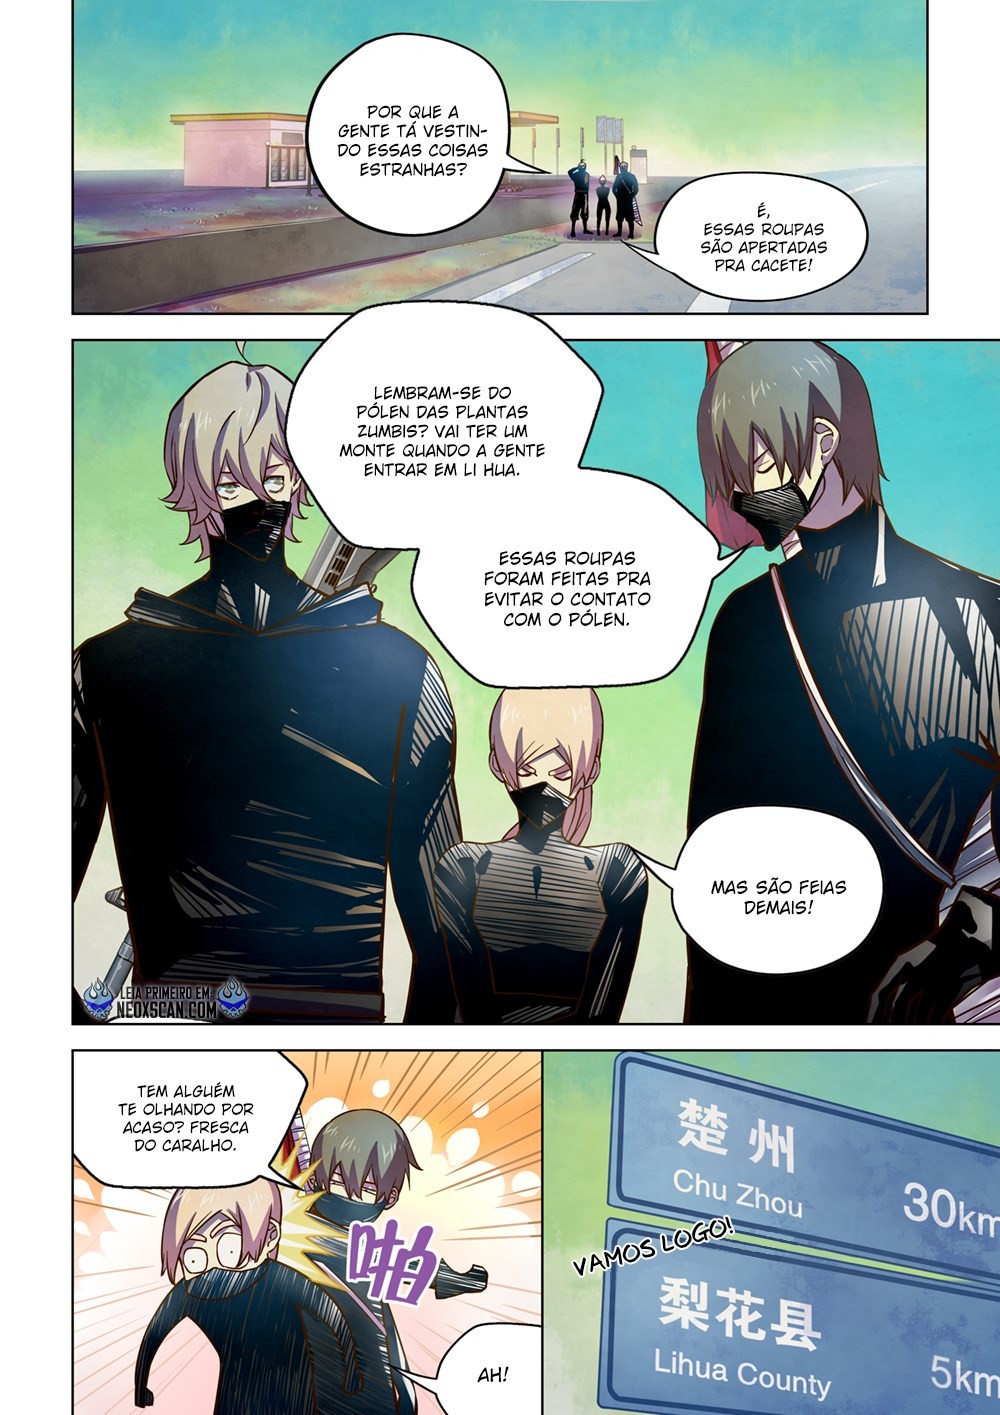 POR QUE A
GENTE TÁ VESTIN-
DO ESSAS COISAS
ESTRANHAS?
É,
ESSAS ROUPAS
SÃO APERTADAS
PRA CACETE!
LEMBRAM-SE DO
PÓLEN DAS PLANTAS
ZUMBIS? VAI TER UM
MONTE QUANDO A GENTE
ENTRAR EM LI HUA.
ESSAS ROUPAS
FORAM FEITAS PRA
EVITAR O CONTATO
COM O PÓLEN.
MAS SÃO FEIAS
DEMAIS!
LEIA PRIMEIRO EM
NEOXSCAN.COM
TEM ALGUÉM
TE OLHANDO POR
ACASO? FRESCA
DO CARALHO.
啪
AH!
楚州
Chu Zhou
30km
VAMOS LOGO!
梨花县
Lihua County
5km